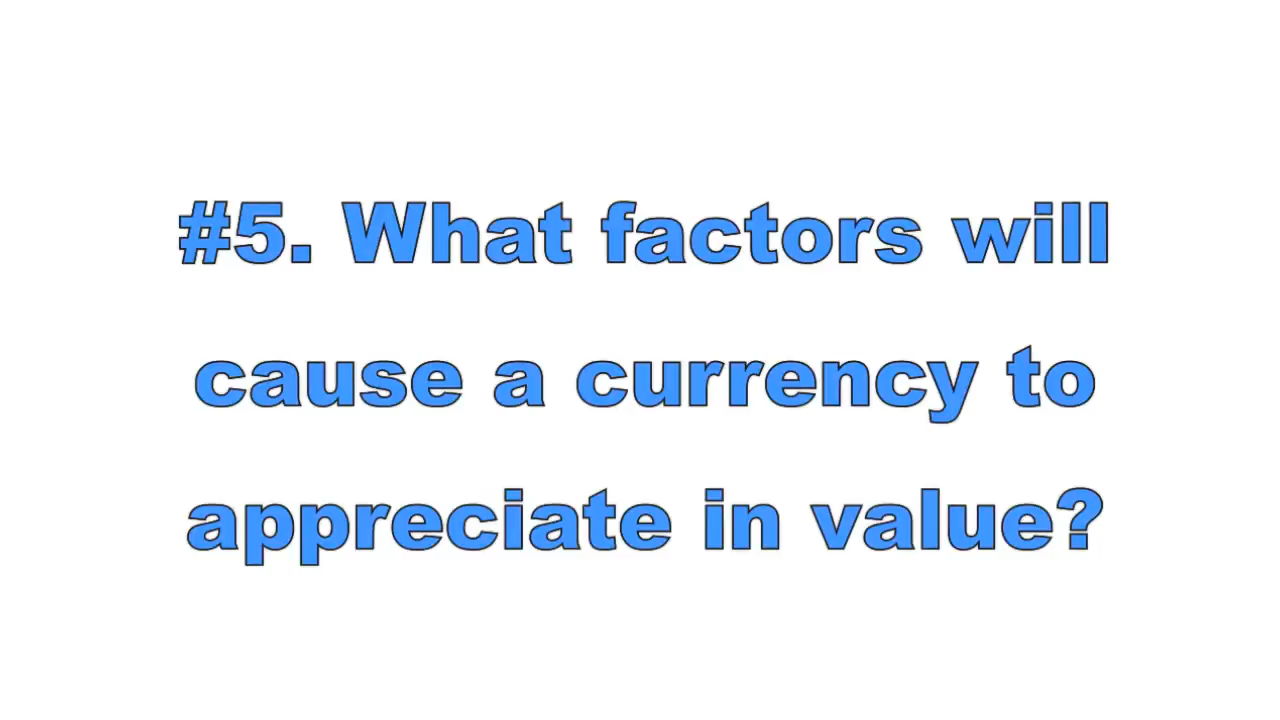 #5. What factors will
cause a currency to
appreciate in value?